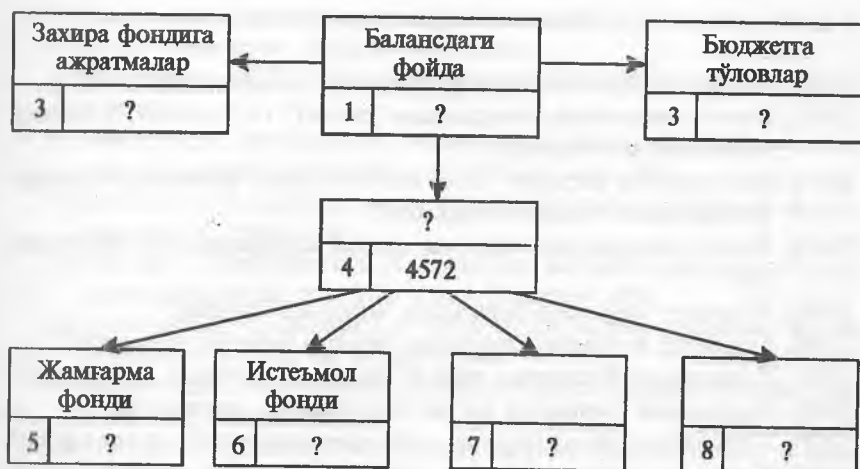 Захира фондига
ажратмалар
3 ?
Балансдаги
фойда
1 ?
Бюджетга
тўловлар
3 ?
?
4 4572
Жамғарма
фонди
5 ?
Истеъмол
фонди
6 ?
7 ?
8 ?